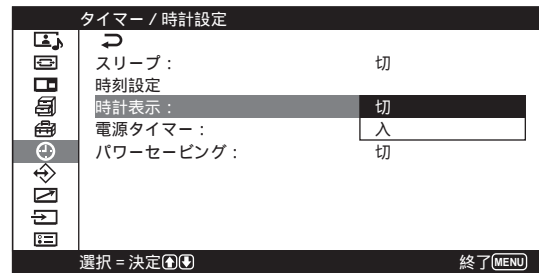 タイマー / 時計設定
スリープ： 切
時刻設定
時計表示： 切
入
電源タイマー：
パワーセービング： 切
選択 = 決定 終了 MENU